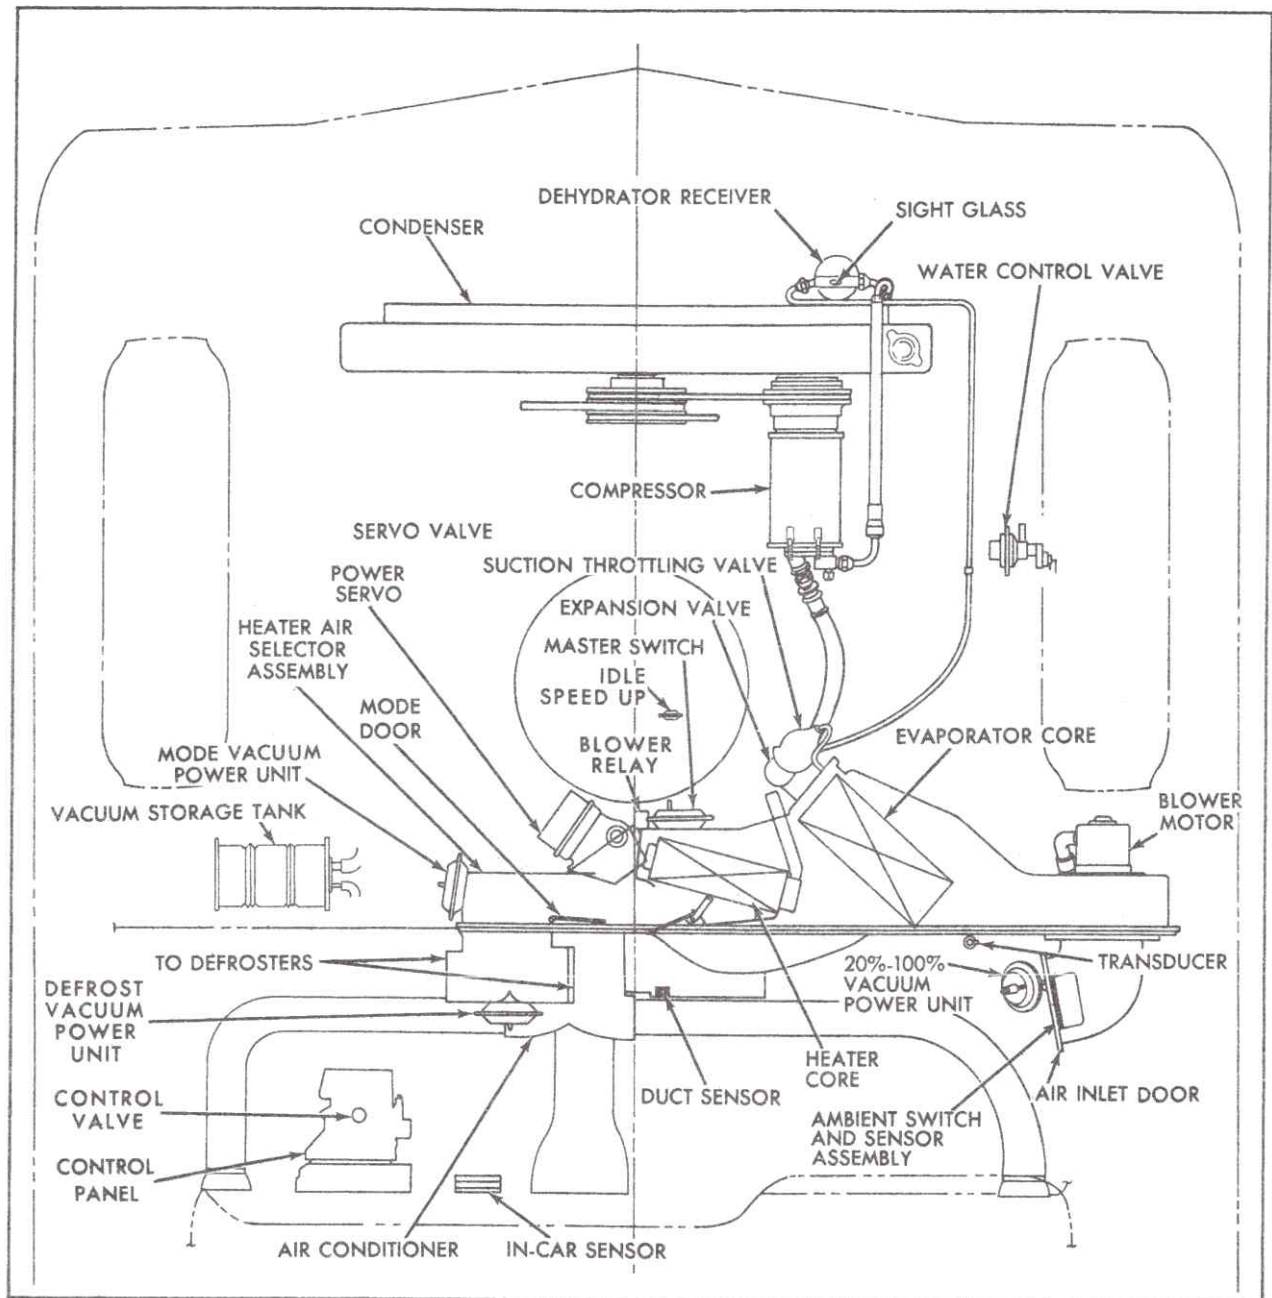 DEHYDRATOR RECEIVER
SIGHT GLASS
CONDENSER
WATER CONTROL VALVE
COMPRESSOR
SERVO VALVE
SUCTION THROTTLING VALVE
POWER
SERVO
EXPANSION VALVE
HEATER AIR
SELECTOR
ASSEMBLY
MASTER SWITCH
IDLE
SPEED UP
MODE
DOOR
BLOWER
RELAY
EVAPORATOR CORE
MODE VACUUM
POWER UNIT
VACUUM STORAGE TANK
BLOWER
MOTOR
TO DEFROSTERS
20%-100%
VACUUM
POWER UNIT
TRANSDUCER
DEFROST
VACUUM
POWER
UNIT
HEATER
CORE
DUCT SENSOR
AIR INLET DOOR
CONTROL
VALVE
AMBIENT SWITCH
AND SENSOR
ASSEMBLY
CONTROL
PANEL
AIR CONDITIONER
IN-CAR SENSOR